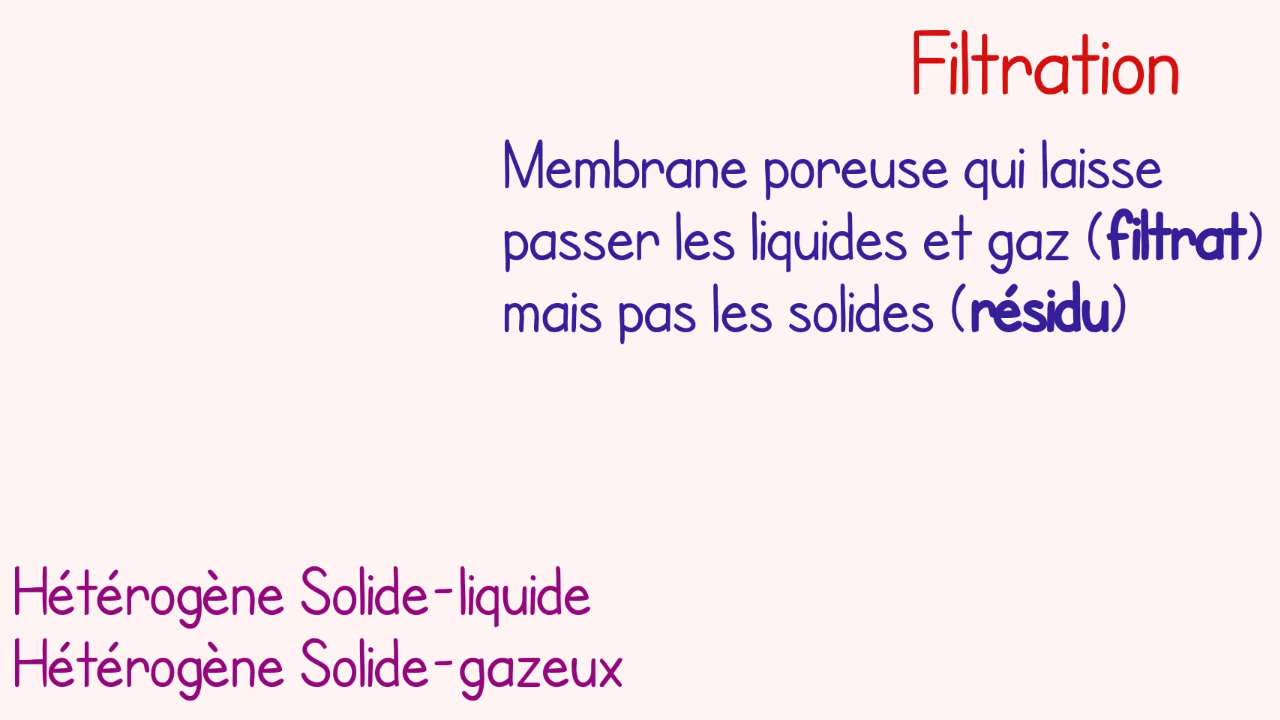 Filtration
Membrane poreuse qui laisse
passer les liquides et gaz (filtrat)
mais pas les solides (résidu)
Hétérogène Solide-liquide
Hétérogène Solide-gazeux